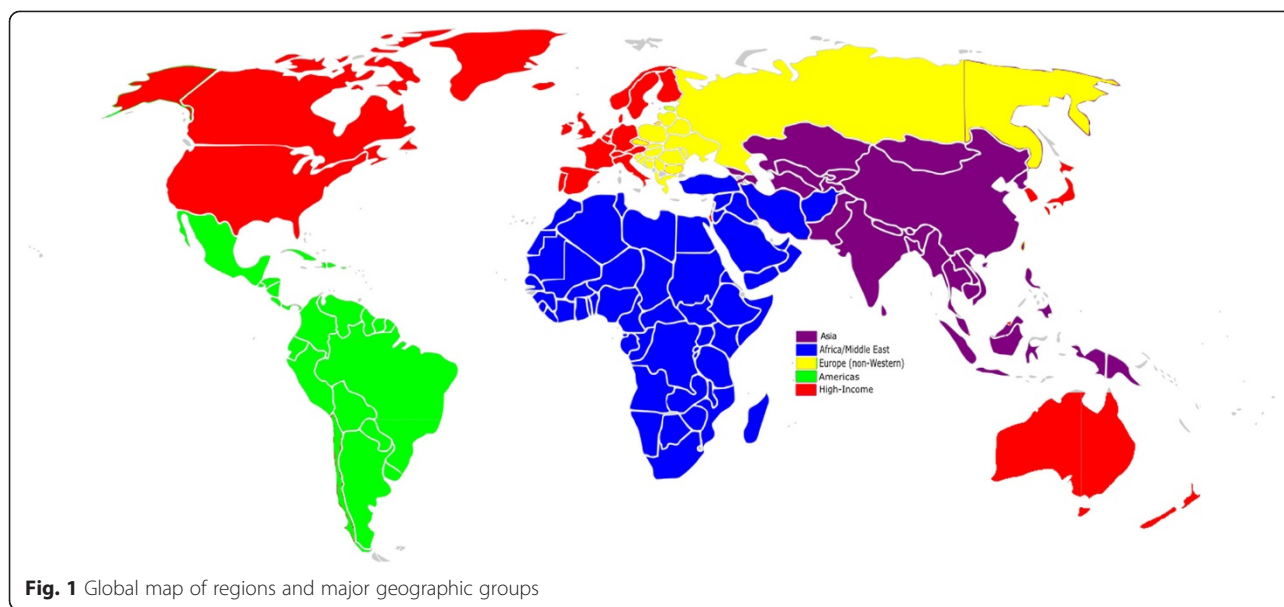 Asia
Africa/Middle East
Europe (non-Western)
Americas
High-Income
Fig. 1 Global map of regions and major geographic groups